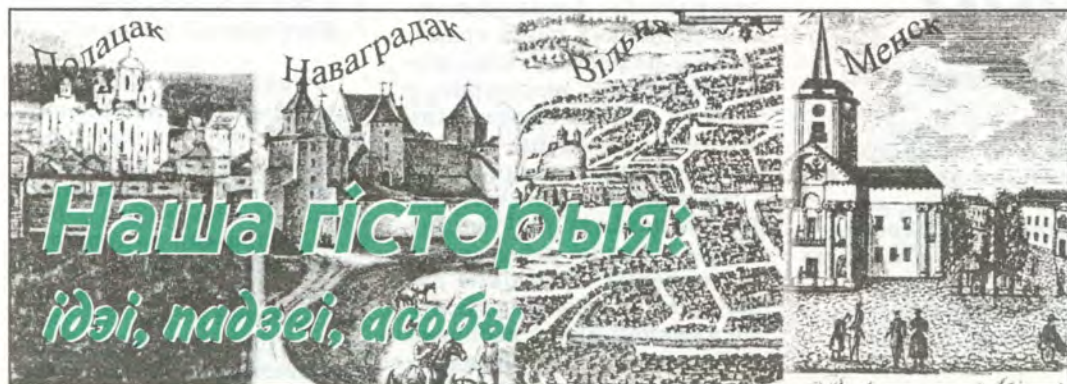 Полацак
Наваградак
Вільня
Менск
Наша гісторыя:
ідэі, падзеі, асобы